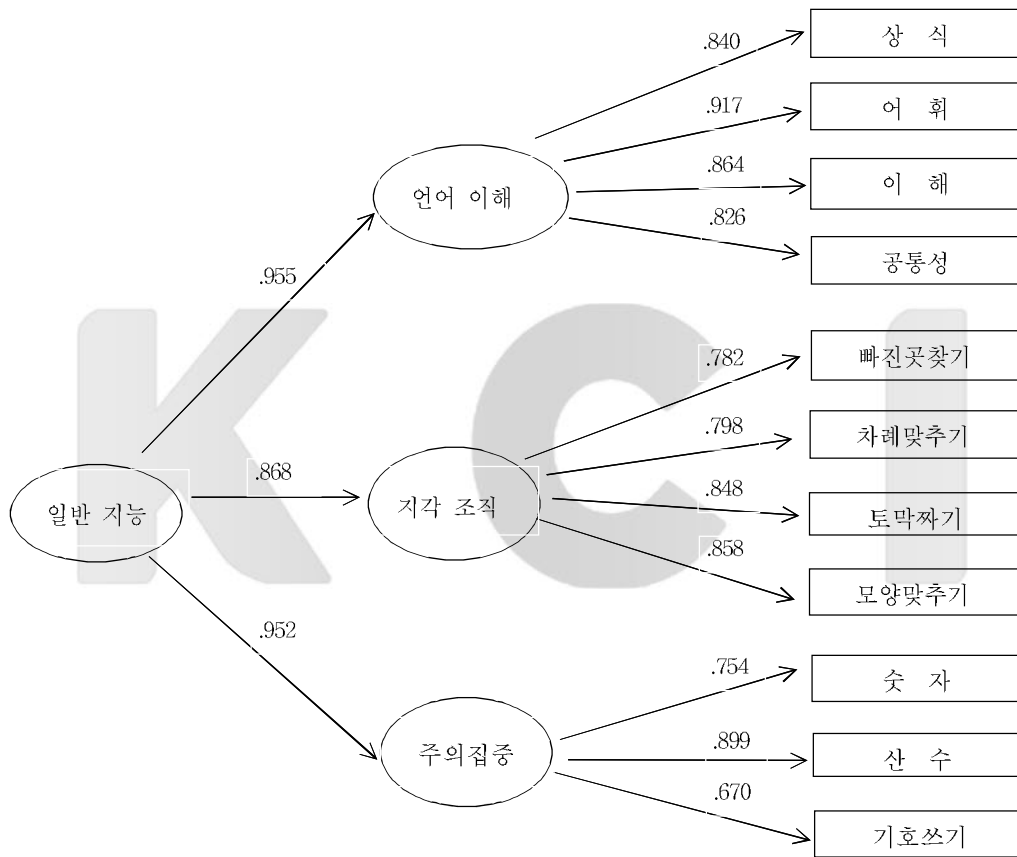 .840
상 식
.917
어 휘
.864
이 해
언어 이해
.826
공통성
.955
.782
빠진곳찾기
.798
차례맞추기
.868
지각 조직
.848
토막짜기
일반 지능
.858
모양맞추기
.952
.754
숫 자
주의집중
.899
산 수
.670
기호쓰기
KCI